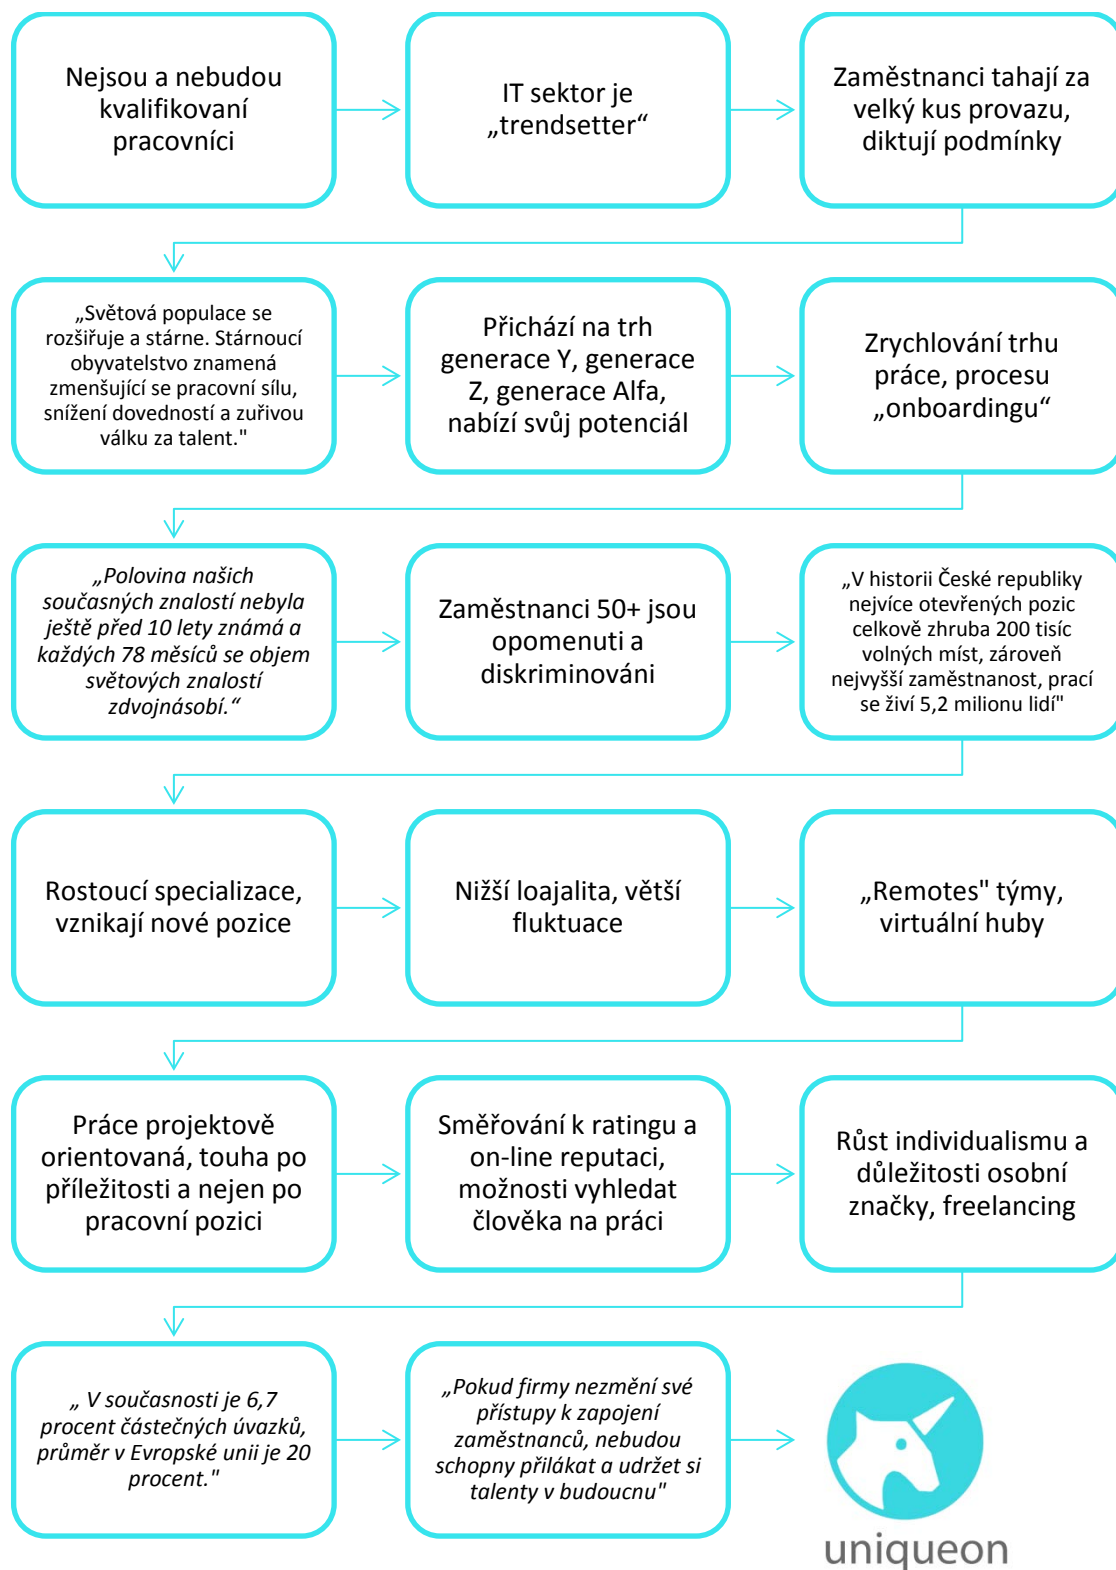 Nejsou a nebudou
kvalifikovaní
pracovníci
IT sektor je
„trendsetter“
Zaměstnanci tahají za
velký kus provazu,
diktují podmínky
„Světová populace se
rozšiřuje a stárne. Stárnoucí
obyvatelstvo znamená
zmenšující se pracovní sílu,
snížení dovedností a zuřivou
válku za talent."
Přichází na trh
generace Y, generace
Z, generace Alfa,
nabízí svůj potenciál
Zrychlování trhu
práce, procesu
„onboardingu“
„Polovina našich
současných znalostí nebyla
ještě před 10 lety známá a
každých 78 měsíců se objem
světových znalostí
zdvojnásobí.“
Zaměstnanci 50+ jsou
opomenuti a
diskriminováni
„V historii České republiky
nejvíce otevřených pozic
celkově zhruba 200 tisíc
volných míst, zároveň
nejvyšší zaměstnanost, prací
se živí 5,2 milionu lidí"
Rostoucí specializace,
vznikají nové pozice
Nižší loajalita, větší
fluktuace
„Remotes" týmy,
virtuální huby
Práce projektově
orientovaná, touha po
příležitosti a nejen po
pracovní pozici
Směřování k ratingu a
on-line reputaci,
možnosti vyhledat
člověka na práci
Růst individualismu a
důležitosti osobní
značky, freelancing
„ V současnosti je 6,7
procent částečných úvazků,
průměr v Evropské unii je 20
procent."
„Pokud firmy nezmění své
přístupy k zapojení
zaměstnanců, nebudou
schopny přilákat a udržet si
talenty v budoucnu"
uniqueon